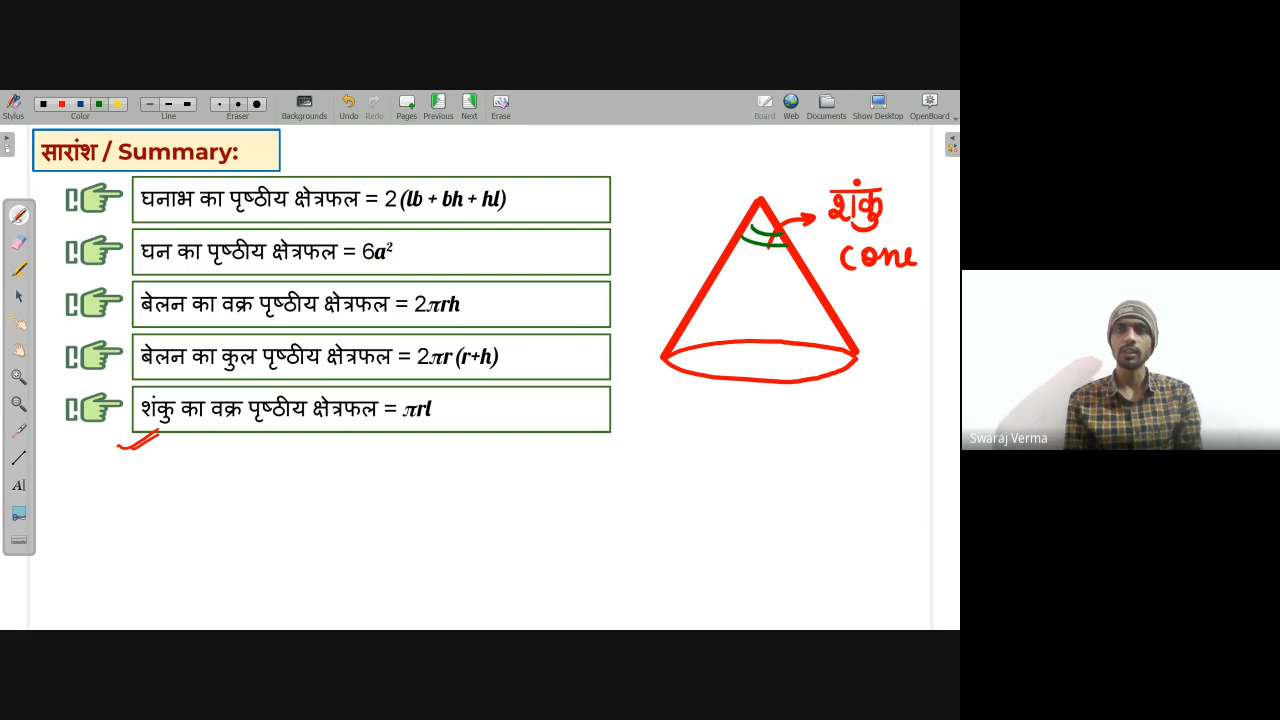 Stylus
Color
Line
Eraser
Backgrounds
Undo
Redo
Pages
Previous
Next
Erase
Board
Web
Documents
Show Desktop
OpenBoard
सारांश / Summary:
घनाभ का पृष्ठीय क्षेत्रफल = 2(lb + bh + hl)
घन का पृष्ठीय क्षेत्रफल = 6a²
बेलन का वक्र पृष्ठीय क्षेत्रफल = 2πrh
बेलन का कुल पृष्ठीय क्षेत्रफल = 2πr(r+h)
शंकु का वक्र पृष्ठीय क्षेत्रफल = πrl
शंकु
cone
Swaraj Verma